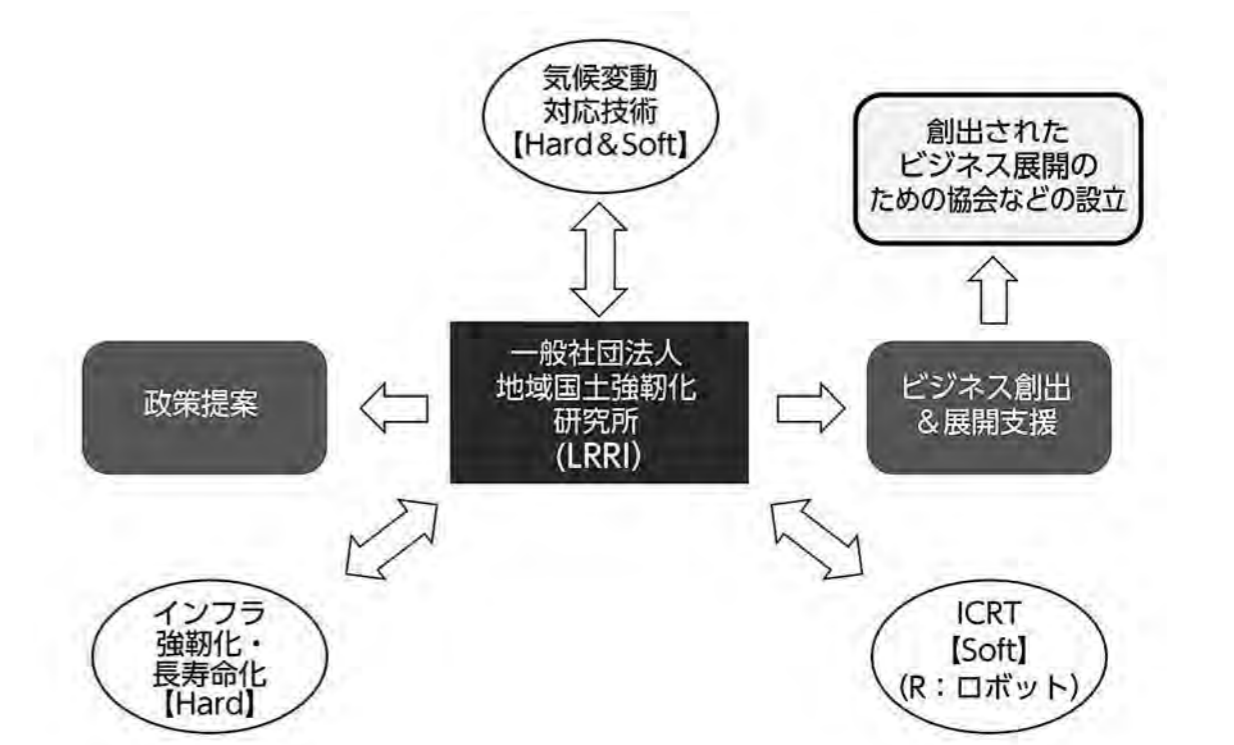 気候変動
対応技術
【Hard＆Soft】
創出された
ビジネス展開の
ための協会などの設立
政策提案
一般社団法人
地域国土強靭化
研究所
(LRRI)
ビジネス創出
＆展開支援
インフラ
強靭化・
長寿命化
【Hard】
ICRT
【Soft】
(R：ロボット)